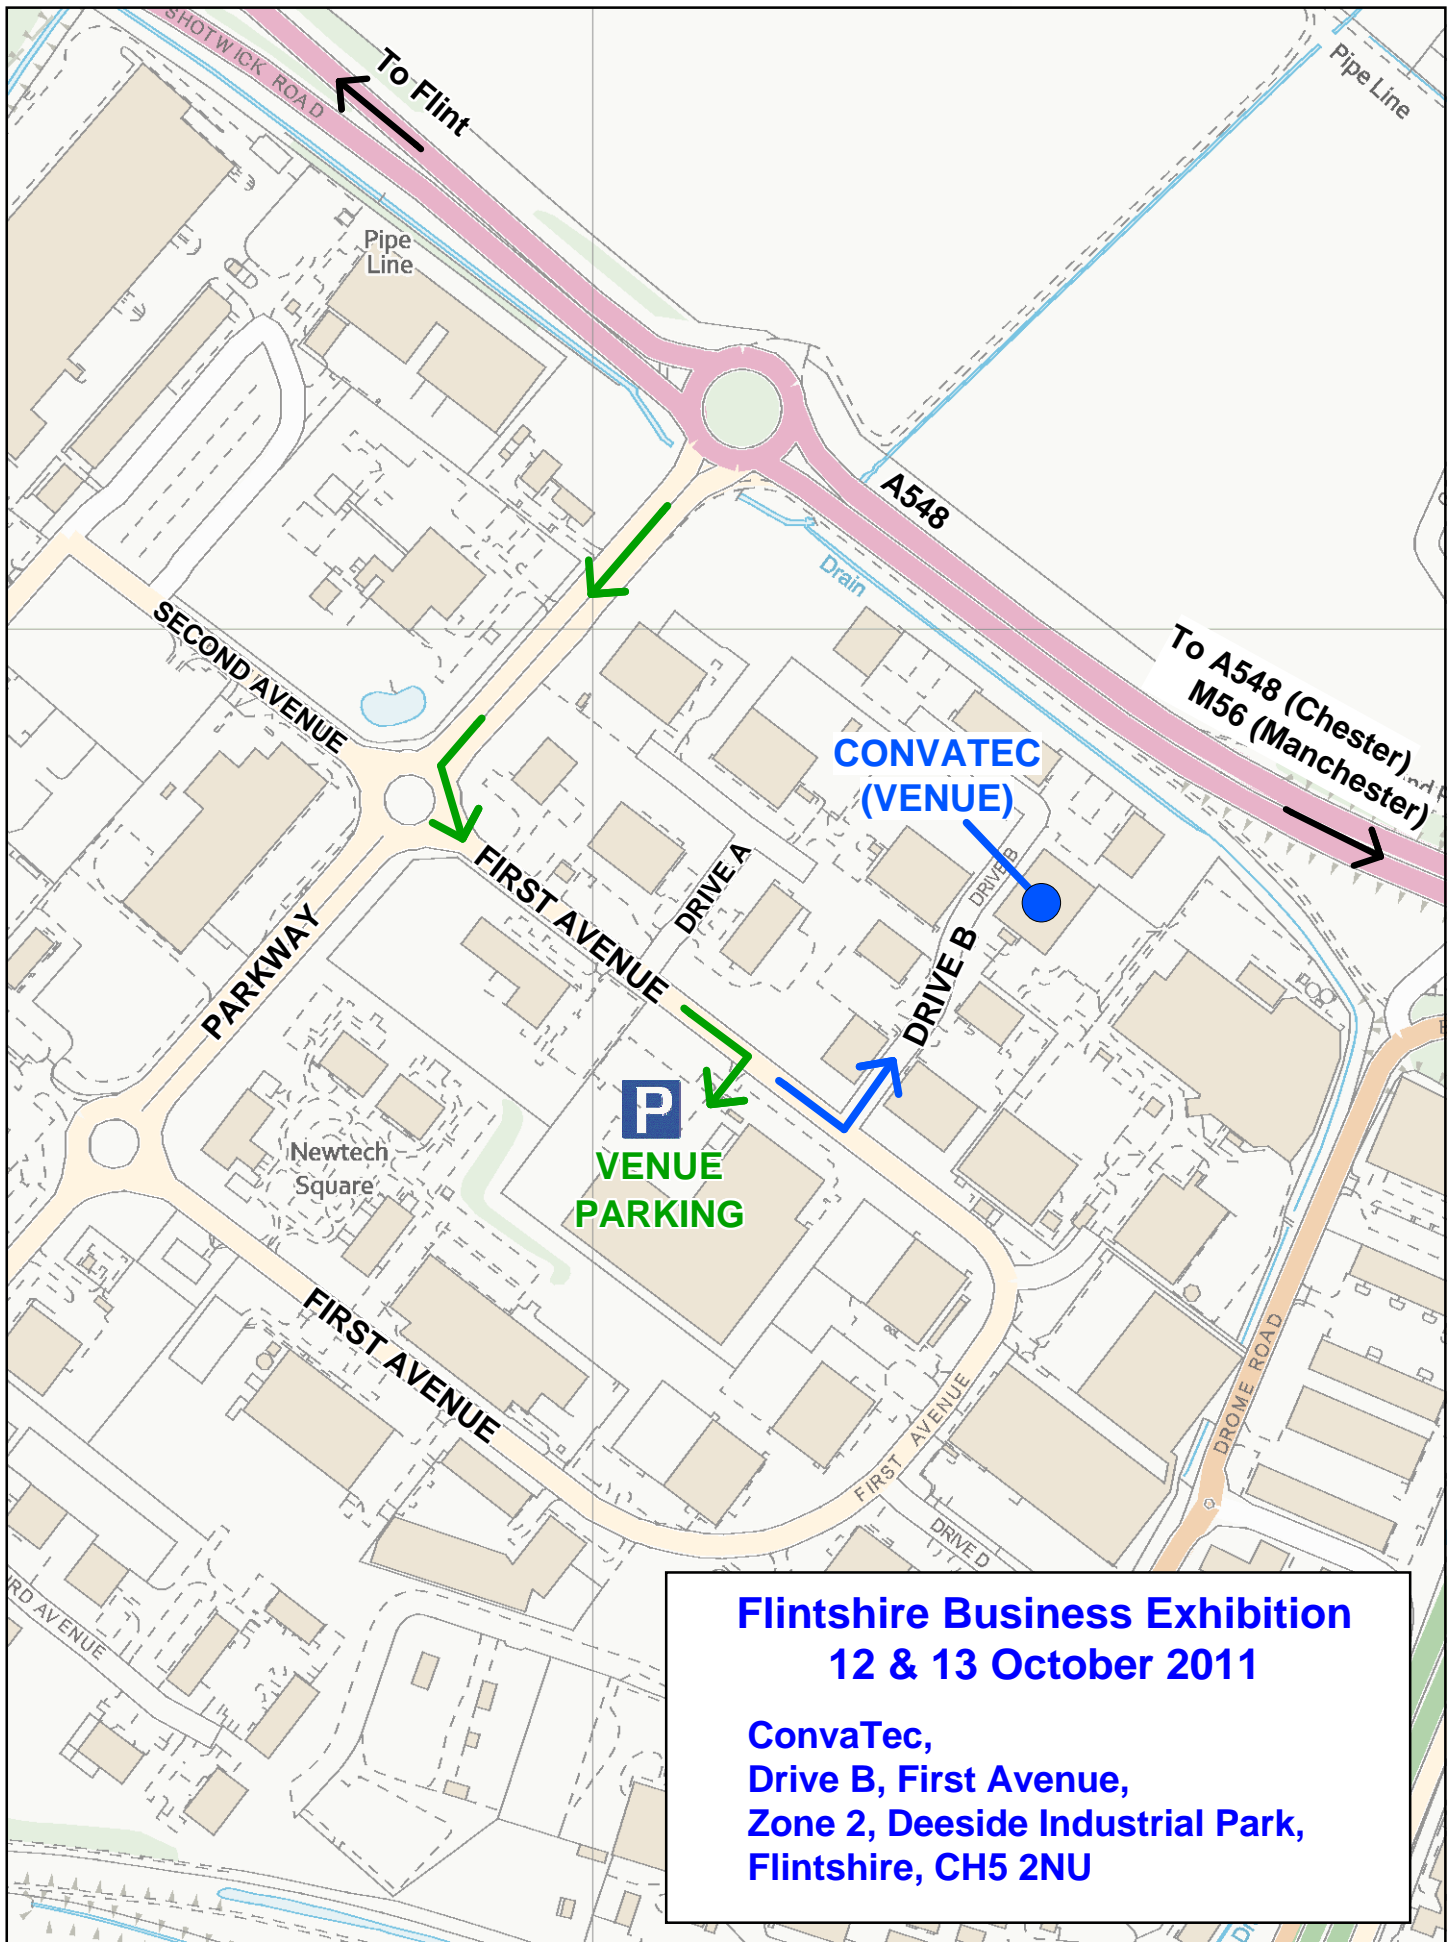 SHOTWICK ROAD
To Flint
Pipe Line
Pipe
Line
A548
Drain
SECOND AVENUE
To A548 (Chester)
M56 (Manchester)
CONVATEC
(VENUE)
DRIVE A
DRIVE B
FIRST AVENUE
DRIVE B
PARKWAY
P
VENUE
PARKING
Newtech
Square
FIRST AVENUE
FIRST AVENUE
DROME ROAD
DRIVE D
RD AVENUE
Flintshire Business Exhibition
12 & 13 October 2011
ConvaTec,
Drive B, First Avenue,
Zone 2, Deeside Industrial Park,
Flintshire, CH5 2NU